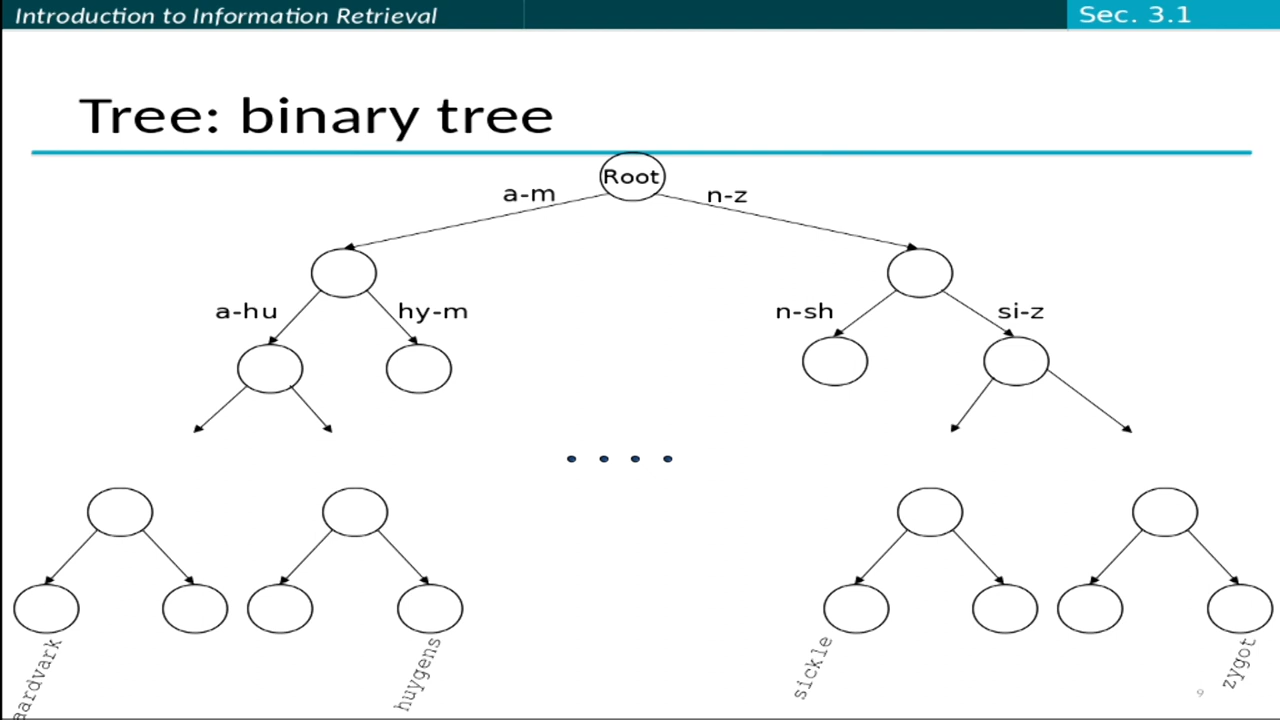 Introduction to Information Retrieval
Sec. 3.1
Tree: binary tree
Root
a-m
n-z
a-hu
hy-m
n-sh
si-z
aardvark
huygens
sickle
zygot
9